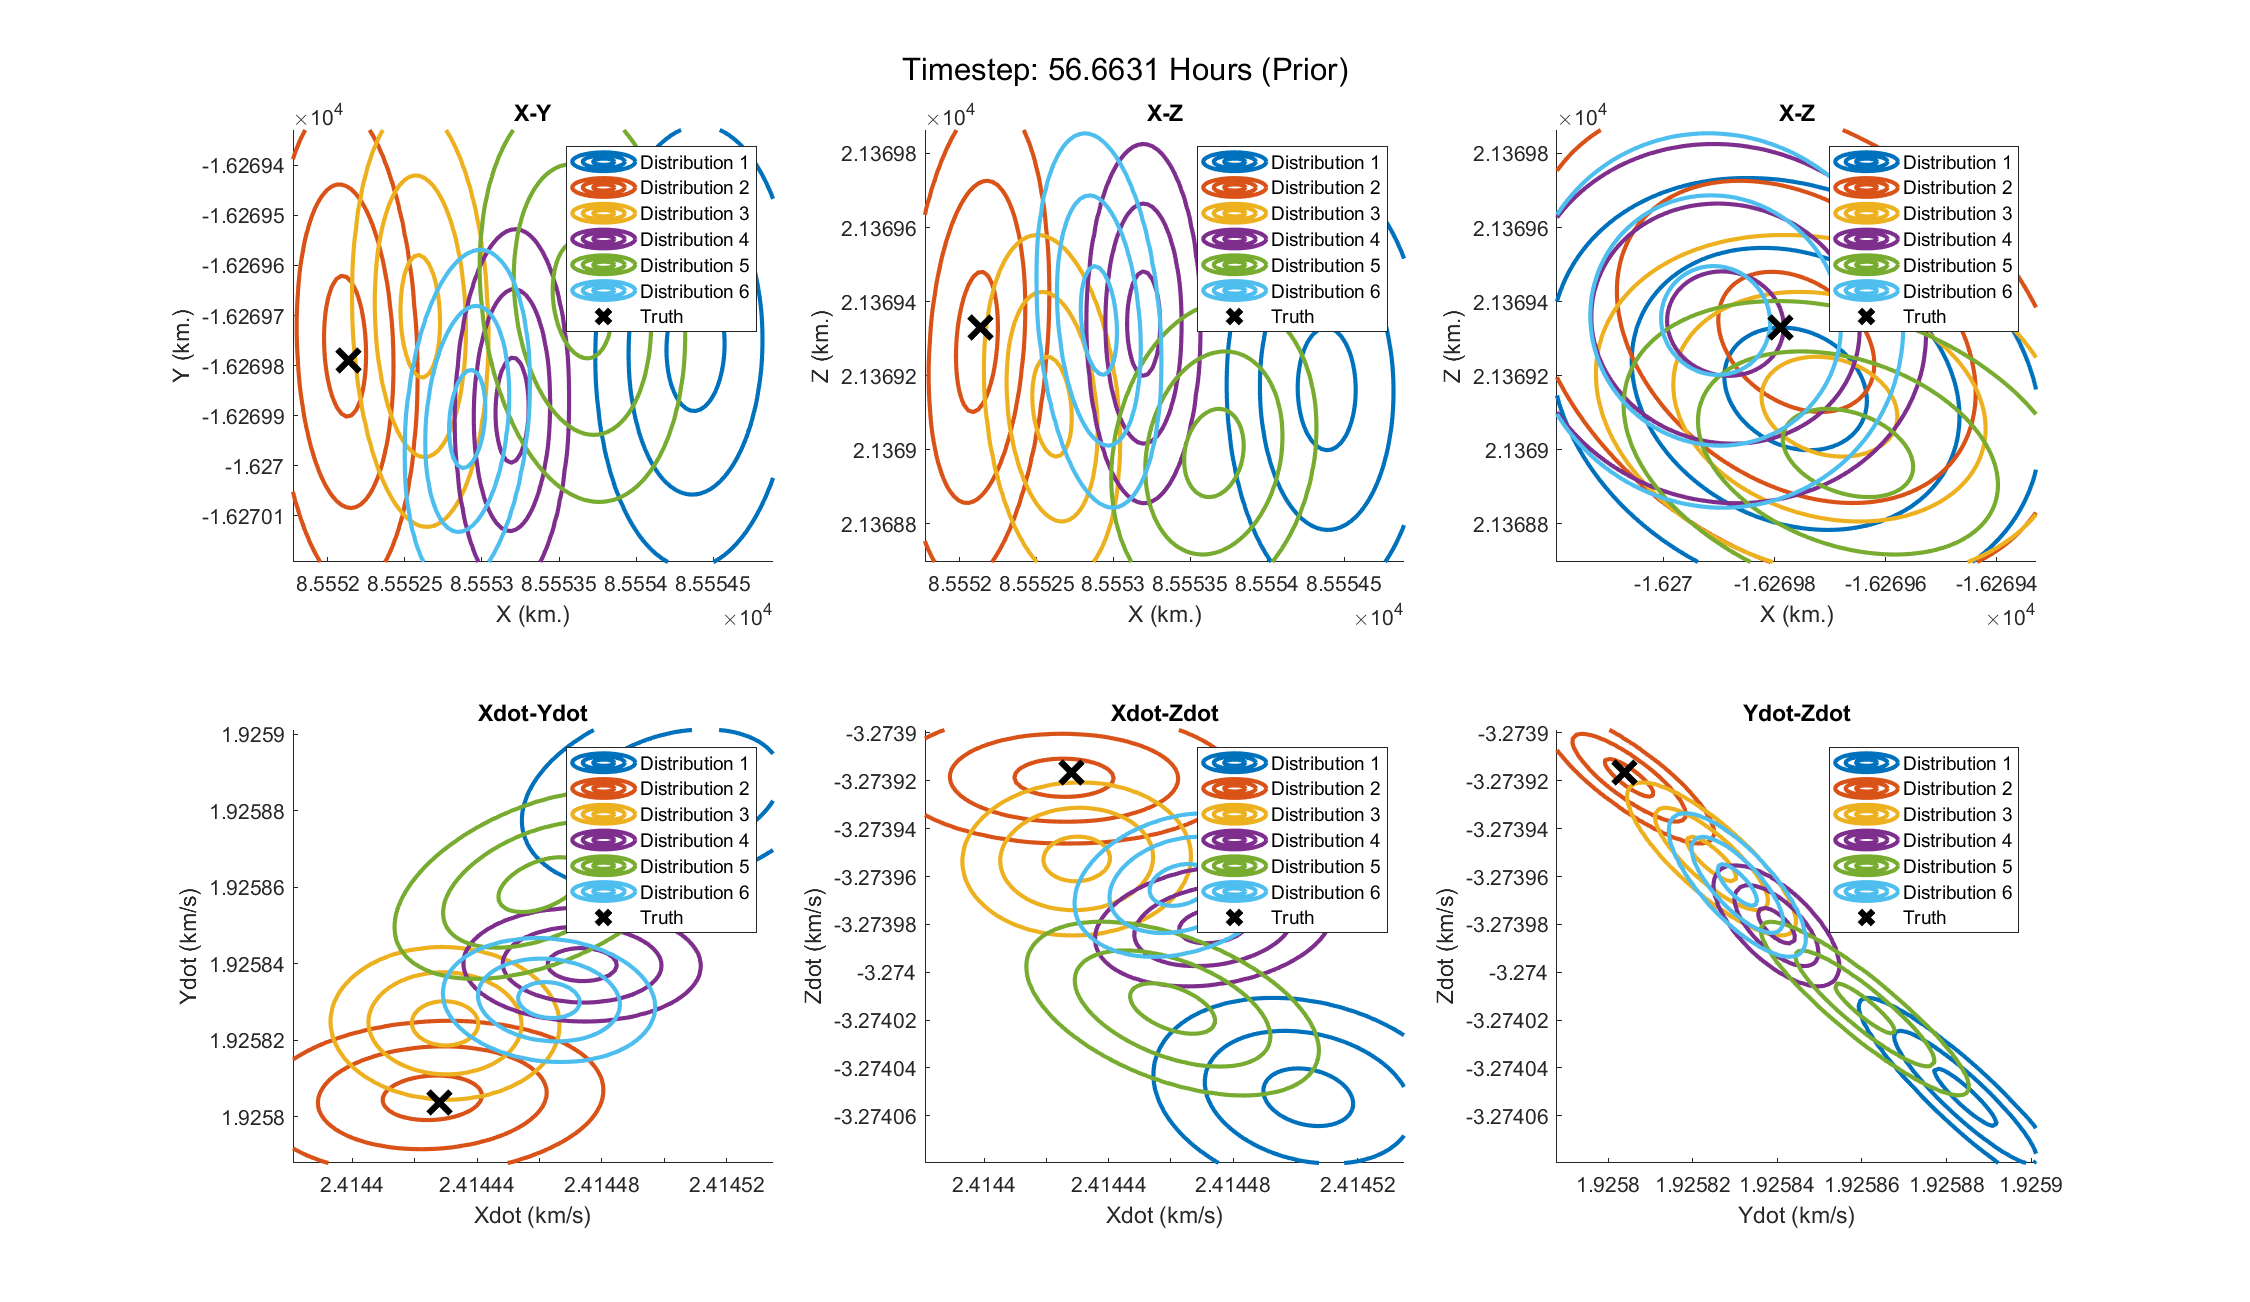 Timestep: 56.6631 Hours (Prior)
X-Y
×10⁴
-1.62694
-1.62695
-1.62696
-1.62697
-1.62698
-1.62699
-1.627
-1.62701
Y (km.)
Distribution 1
Distribution 2
Distribution 3
Distribution 4
Distribution 5
Distribution 6
Truth
8.5552 8.55525 8.5553 8.55535 8.5554 8.55545
X (km.)
×10⁴
X-Z
×10⁴
2.13698
2.13696
2.13694
2.13692
2.1369
2.13688
Z (km.)
Distribution 1
Distribution 2
Distribution 3
Distribution 4
Distribution 5
Distribution 6
Truth
8.5552 8.55525 8.5553 8.55535 8.5554 8.55545
X (km.)
×10⁴
X-Z
×10⁴
2.13698
2.13696
2.13694
2.13692
2.1369
2.13688
Z (km.)
Distribution 1
Distribution 2
Distribution 3
Distribution 4
Distribution 5
Distribution 6
Truth
-1.627 -1.62698 -1.62696 -1.62694
X (km.)
×10⁴
Xdot-Ydot
1.9259
1.92588
1.92586
1.92584
1.92582
1.9258
Ydot (km/s)
Distribution 1
Distribution 2
Distribution 3
Distribution 4
Distribution 5
Distribution 6
Truth
2.4144 2.41444 2.41448 2.41452
Xdot (km/s)
Xdot-Zdot
-3.2739
-3.27392
-3.27394
-3.27396
-3.27398
-3.274
-3.27402
-3.27404
-3.27406
Zdot (km/s)
Distribution 1
Distribution 2
Distribution 3
Distribution 4
Distribution 5
Distribution 6
Truth
2.4144 2.41444 2.41448 2.41452
Xdot (km/s)
Ydot-Zdot
-3.2739
-3.27392
-3.27394
-3.27396
-3.27398
-3.274
-3.27402
-3.27404
-3.27406
Zdot (km/s)
Distribution 1
Distribution 2
Distribution 3
Distribution 4
Distribution 5
Distribution 6
Truth
1.9258 1.92582 1.92584 1.92586 1.92588 1.9259
Ydot (km/s)